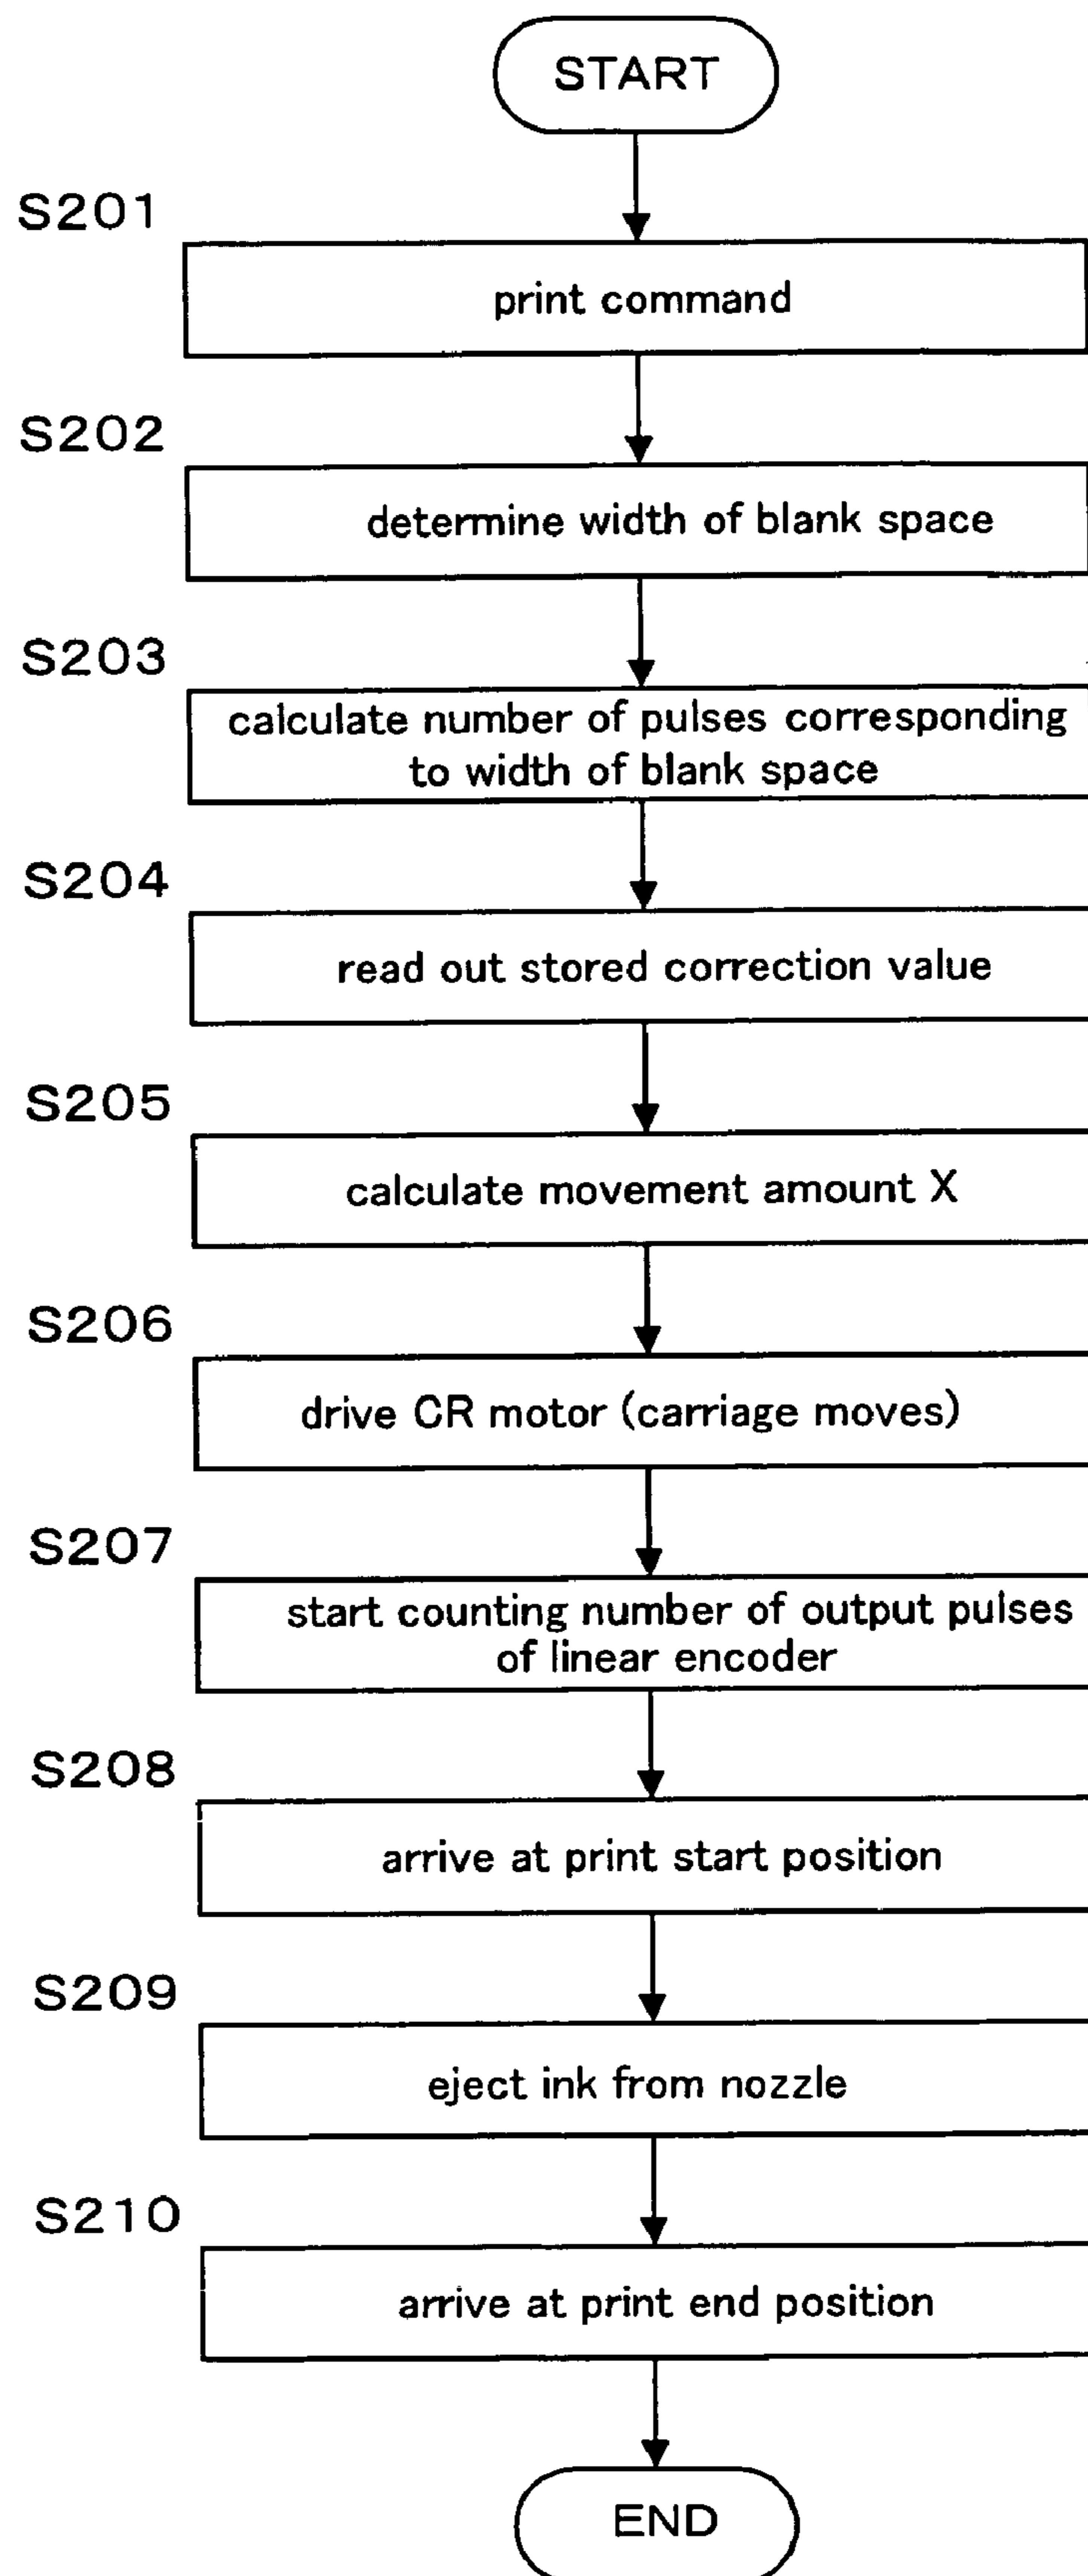 START
S201
print command
S202
determine width of blank space
S203
calculate number of pulses corresponding
to width of blank space
S204
read out stored correction value
S205
calculate movement amount X
S206
drive CR motor (carriage moves)
S207
start counting number of output pulses
of linear encoder
S208
arrive at print start position
S209
eject ink from nozzle
S210
arrive at print end position
END